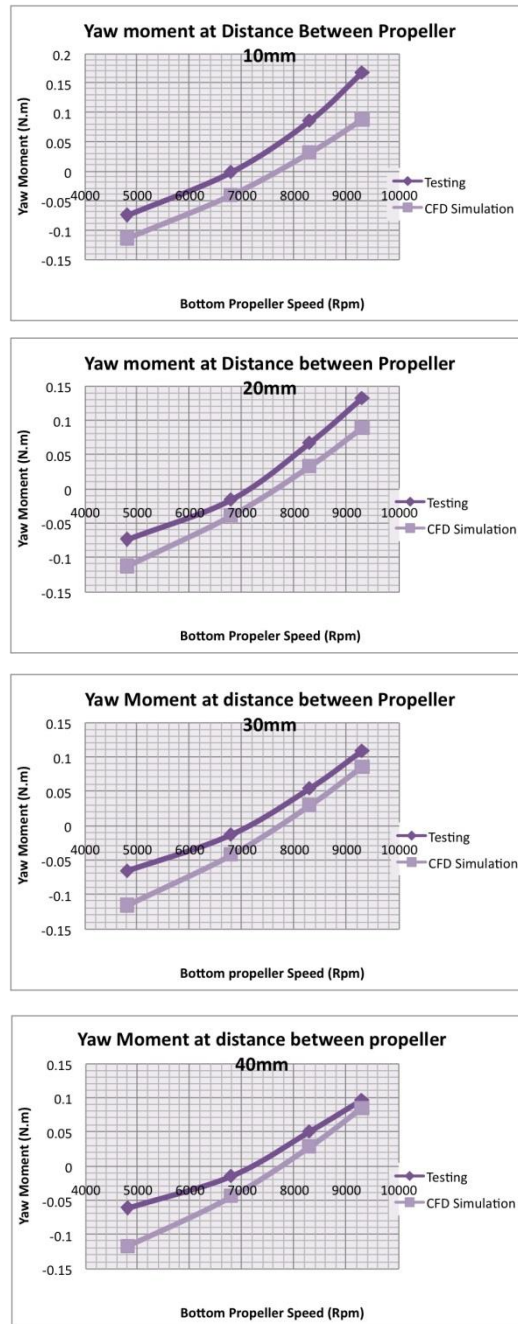 Yaw moment at Distance Between Propeller
10mm
Yaw Moment (N.m)
0.2
0.15
0.1
0.05
0
-0.05
-0.1
-0.15
4000 5000 6000 7000 8000 9000 10000
Testing
CFD Simulation
Bottom Propeller Speed (Rpm)
Yaw moment at Distance between Propeller
20mm
Yaw Moment (N.m)
0.15
0.1
0.05
0
-0.05
-0.1
-0.15
4000 5000 6000 7000 8000 9000 10000
Testing
CFD Simulation
Bottom Propeler Speed (Rpm)
Yaw Moment at distance between Propeller
30mm
Yaw Moment (N.m)
0.15
0.1
0.05
0
-0.05
-0.1
-0.15
4000 5000 6000 7000 8000 9000 10000
Testing
CFD Simulation
Bottom propeller Speed (Rpm)
Yaw Moment at distance between propeller
40mm
Yaw Moment (N.m)
0.15
0.1
0.05
0
-0.05
-0.1
-0.15
4000 5000 6000 7000 8000 9000 10000
Testing
CFD Simulation
Bottom Propeller Speed (Rpm)